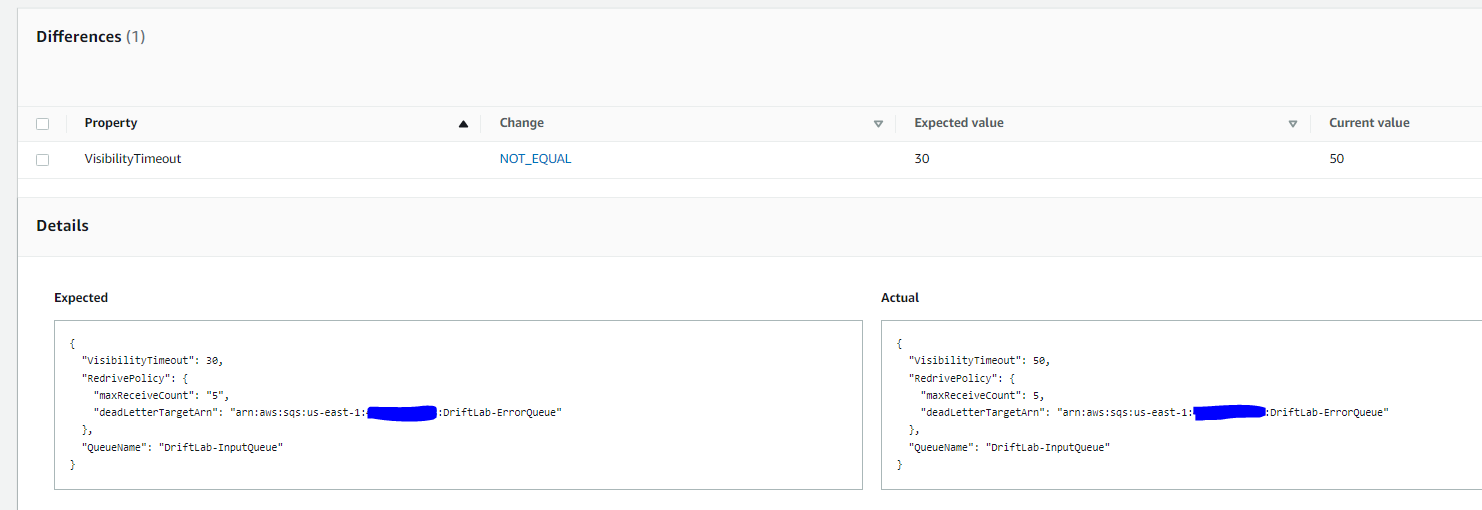 Differences (1)
Property Change Expected value Current value
VisibilityTimeout NOT_EQUAL 30 50
Details
Expected
{
"VisibilityTimeout": 30,
"RedrivePolicy": {
"maxReceiveCount": "5",
"deadLetterTargetArn": "arn:aws:sqs:us-east-1: :DriftLab-ErrorQueue"
},
"QueueName": "DriftLab-InputQueue"
}
Actual
{
"VisibilityTimeout": 50,
"RedrivePolicy": {
"maxReceiveCount": 5,
"deadLetterTargetArn": "arn:aws:sqs:us-east-1: :DriftLab-ErrorQueue"
},
"QueueName": "DriftLab-InputQueue"
}